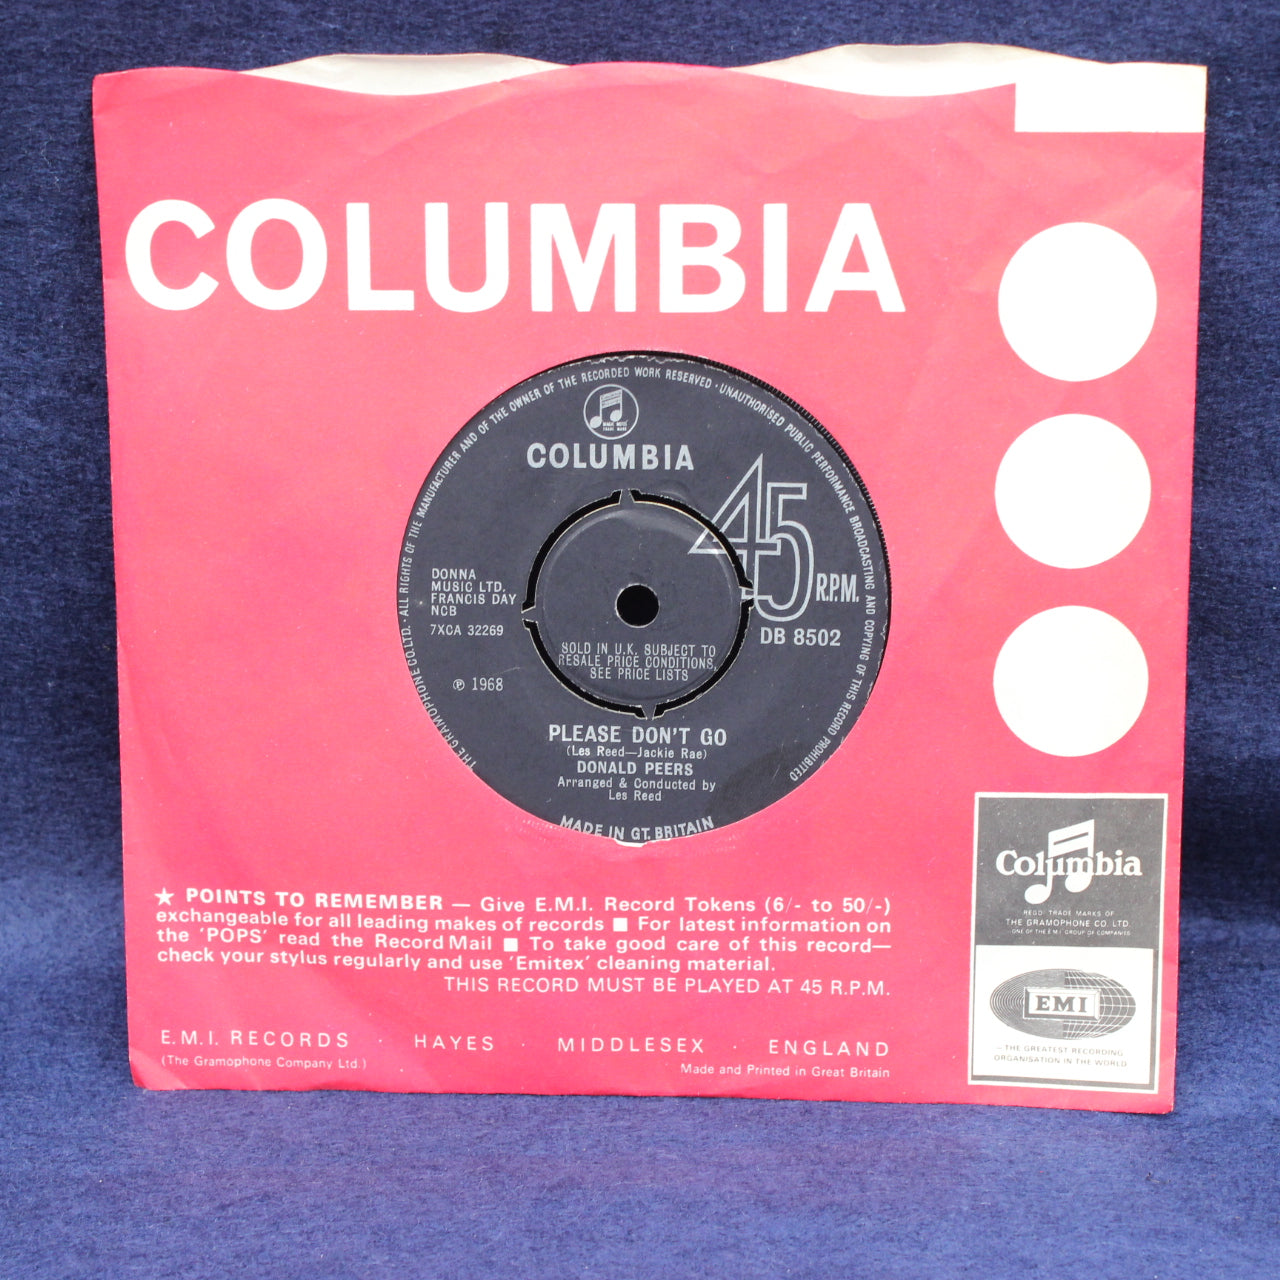 COLUMBIA
· ALL RIGHTS OF THE MANUFACTURER AND OF THE OWNER OF THE RECORDED WORK RESERVED · UNAUTHORISED PUBLIC PERFORMANCE BROADCASTING AND COPYING OF THIS RECORD PROHIBITED
THE GRAMOPHONE CO. LTD.
MAGIC NOTES
TRADE MARK
COLUMBIA
45
R.P.M.
DB 8502
DONNA
MUSIC LTD.
FRANCIS DAY
NCB
7XCA 32269
℗ 1968
SOLD IN U.K. SUBJECT TO
RESALE PRICE CONDITIONS,
SEE PRICE LISTS
PLEASE DON'T GO
(Les Reed—Jackie Rae)
DONALD PEERS
Arranged & Conducted by
Les Reed
MADE IN GT. BRITAIN
★ POINTS TO REMEMBER — Give E.M.I. Record Tokens (6/- to 50/-)
exchangeable for all leading makes of records ■ For latest information on
the 'POPS' read the Record Mail ■ To take good care of this record—
check your stylus regularly and use 'Emitex' cleaning material.
THIS RECORD MUST BE PLAYED AT 45 R.P.M.
E.M.I. RECORDS · HAYES · MIDDLESEX · ENGLAND
(The Gramophone Company Ltd.)
Made and Printed in Great Britain
Columbia
REGD. TRADE MARKS OF
THE GRAMOPHONE CO. LTD.
ONE OF THE E.M.I. GROUP OF COMPANIES
EMI
—THE GREATEST RECORDING
ORGANISATION IN THE WORLD